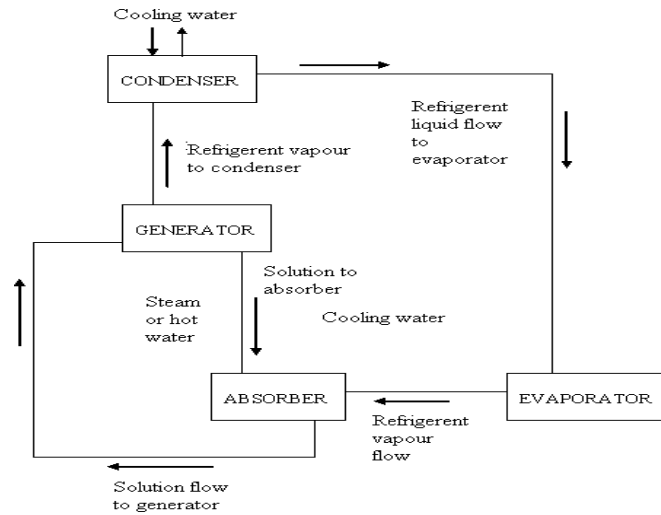 Cooling water
CONDENSER
Refrigerent
liquid flow
to
evaporator
Refrigerent vapour
to condenser
GENERATOR
Solution to
absorber
Steam
or hot
water
Cooling water
ABSORBER
EVAPORATOR
Refrigerent
vapour
flow
Solution flow
to generator